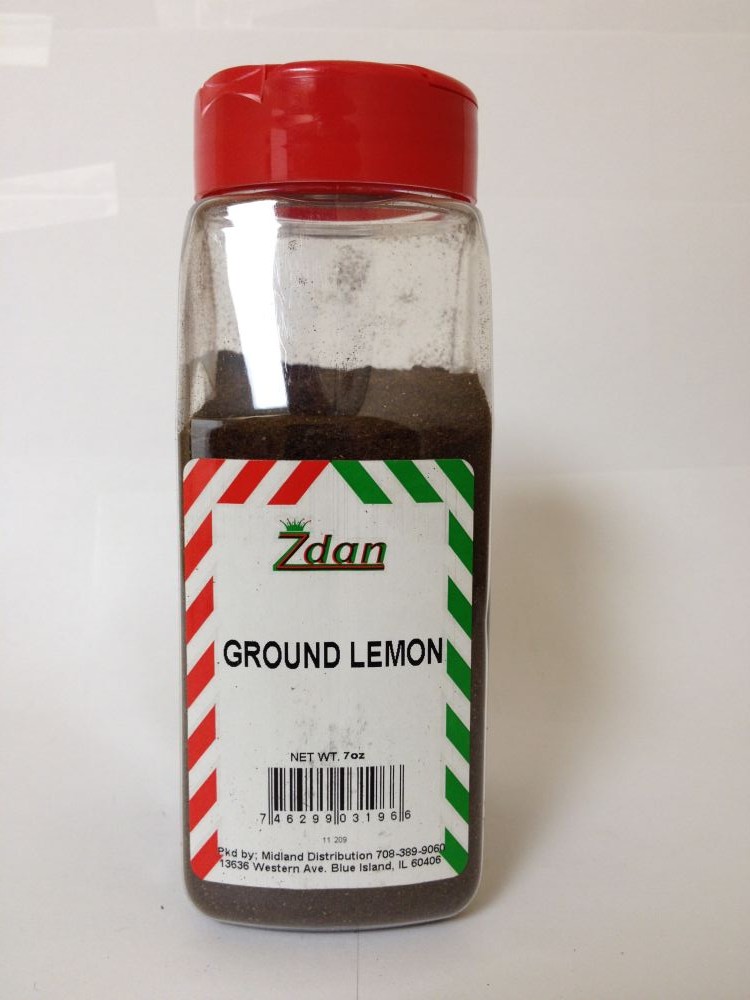 Zdan
GROUND LEMON
NET WT. 7oz
7 46299 03196 6
11 209
Pkd by; Midland Distribution 708-389-9060
13636 Western Ave. Blue Island, IL 60406